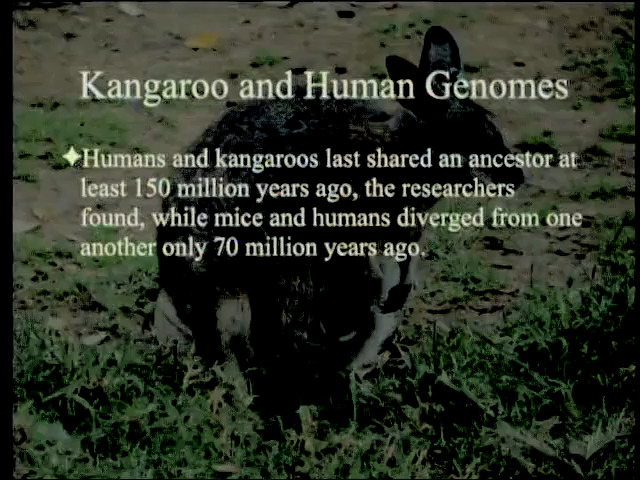 Kangaroo and Human Genomes
Humans and kangaroos last shared an ancestor at
least 150 million years ago, the researchers
found, while mice and humans diverged from one
another only 70 million years ago.